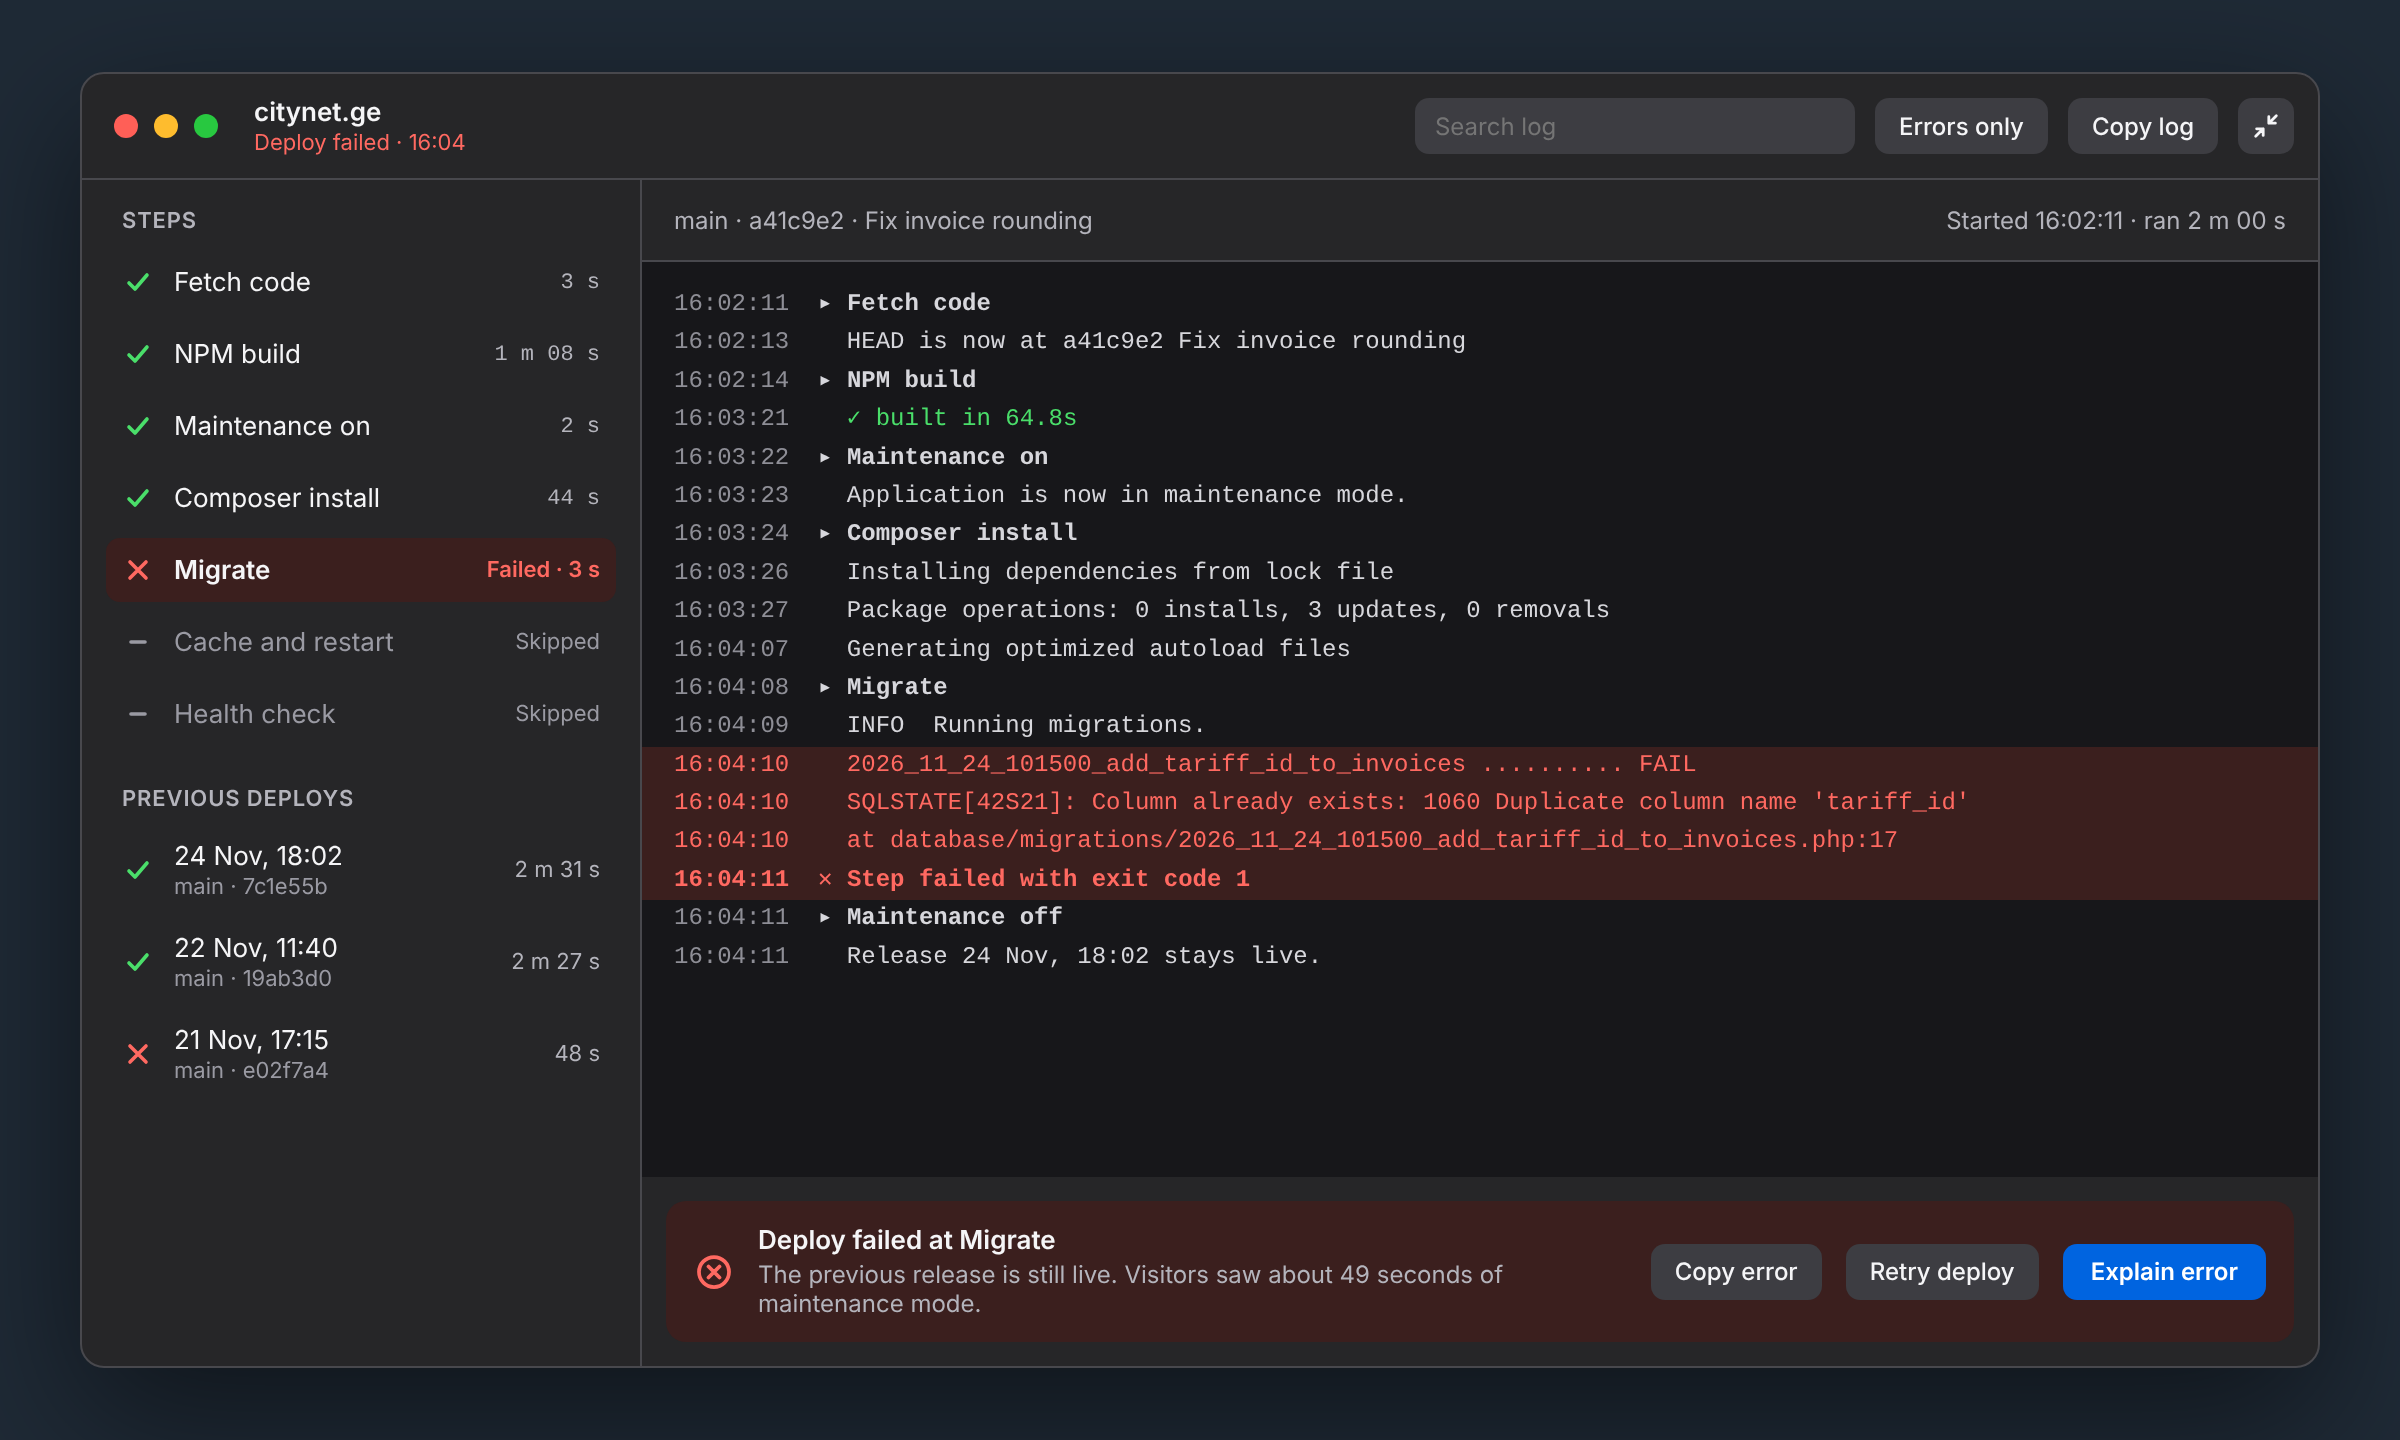 citynet.ge
Deploy failed · 16:04
Search log
Errors only
Copy log
STEPS
Fetch code 3 s
NPM build 1 m 08 s
Maintenance on 2 s
Composer install 44 s
Migrate Failed · 3 s
Cache and restart Skipped
Health check Skipped
PREVIOUS DEPLOYS
24 Nov, 18:02
main · 7c1e55b
2 m 31 s
22 Nov, 11:40
main · 19ab3d0
2 m 27 s
21 Nov, 17:15
main · e02f7a4
48 s
main · a41c9e2 · Fix invoice rounding
Started 16:02:11 · ran 2 m 00 s
16:02:11 ▸ Fetch code
16:02:13 HEAD is now at a41c9e2 Fix invoice rounding
16:02:14 ▸ NPM build
16:03:21 ✓ built in 64.8s
16:03:22 ▸ Maintenance on
16:03:23 Application is now in maintenance mode.
16:03:24 ▸ Composer install
16:03:26 Installing dependencies from lock file
16:03:27 Package operations: 0 installs, 3 updates, 0 removals
16:04:07 Generating optimized autoload files
16:04:08 ▸ Migrate
16:04:09 INFO  Running migrations.
16:04:10 2026_11_24_101500_add_tariff_id_to_invoices .......... FAIL
16:04:10 SQLSTATE[42S21]: Column already exists: 1060 Duplicate column name 'tariff_id'
16:04:10 at database/migrations/2026_11_24_101500_add_tariff_id_to_invoices.php:17
16:04:11 ✕ Step failed with exit code 1
16:04:11 ▸ Maintenance off
16:04:11 Release 24 Nov, 18:02 stays live.
Deploy failed at Migrate
The previous release is still live. Visitors saw about 49 seconds of
maintenance mode.
Copy error
Retry deploy
Explain error